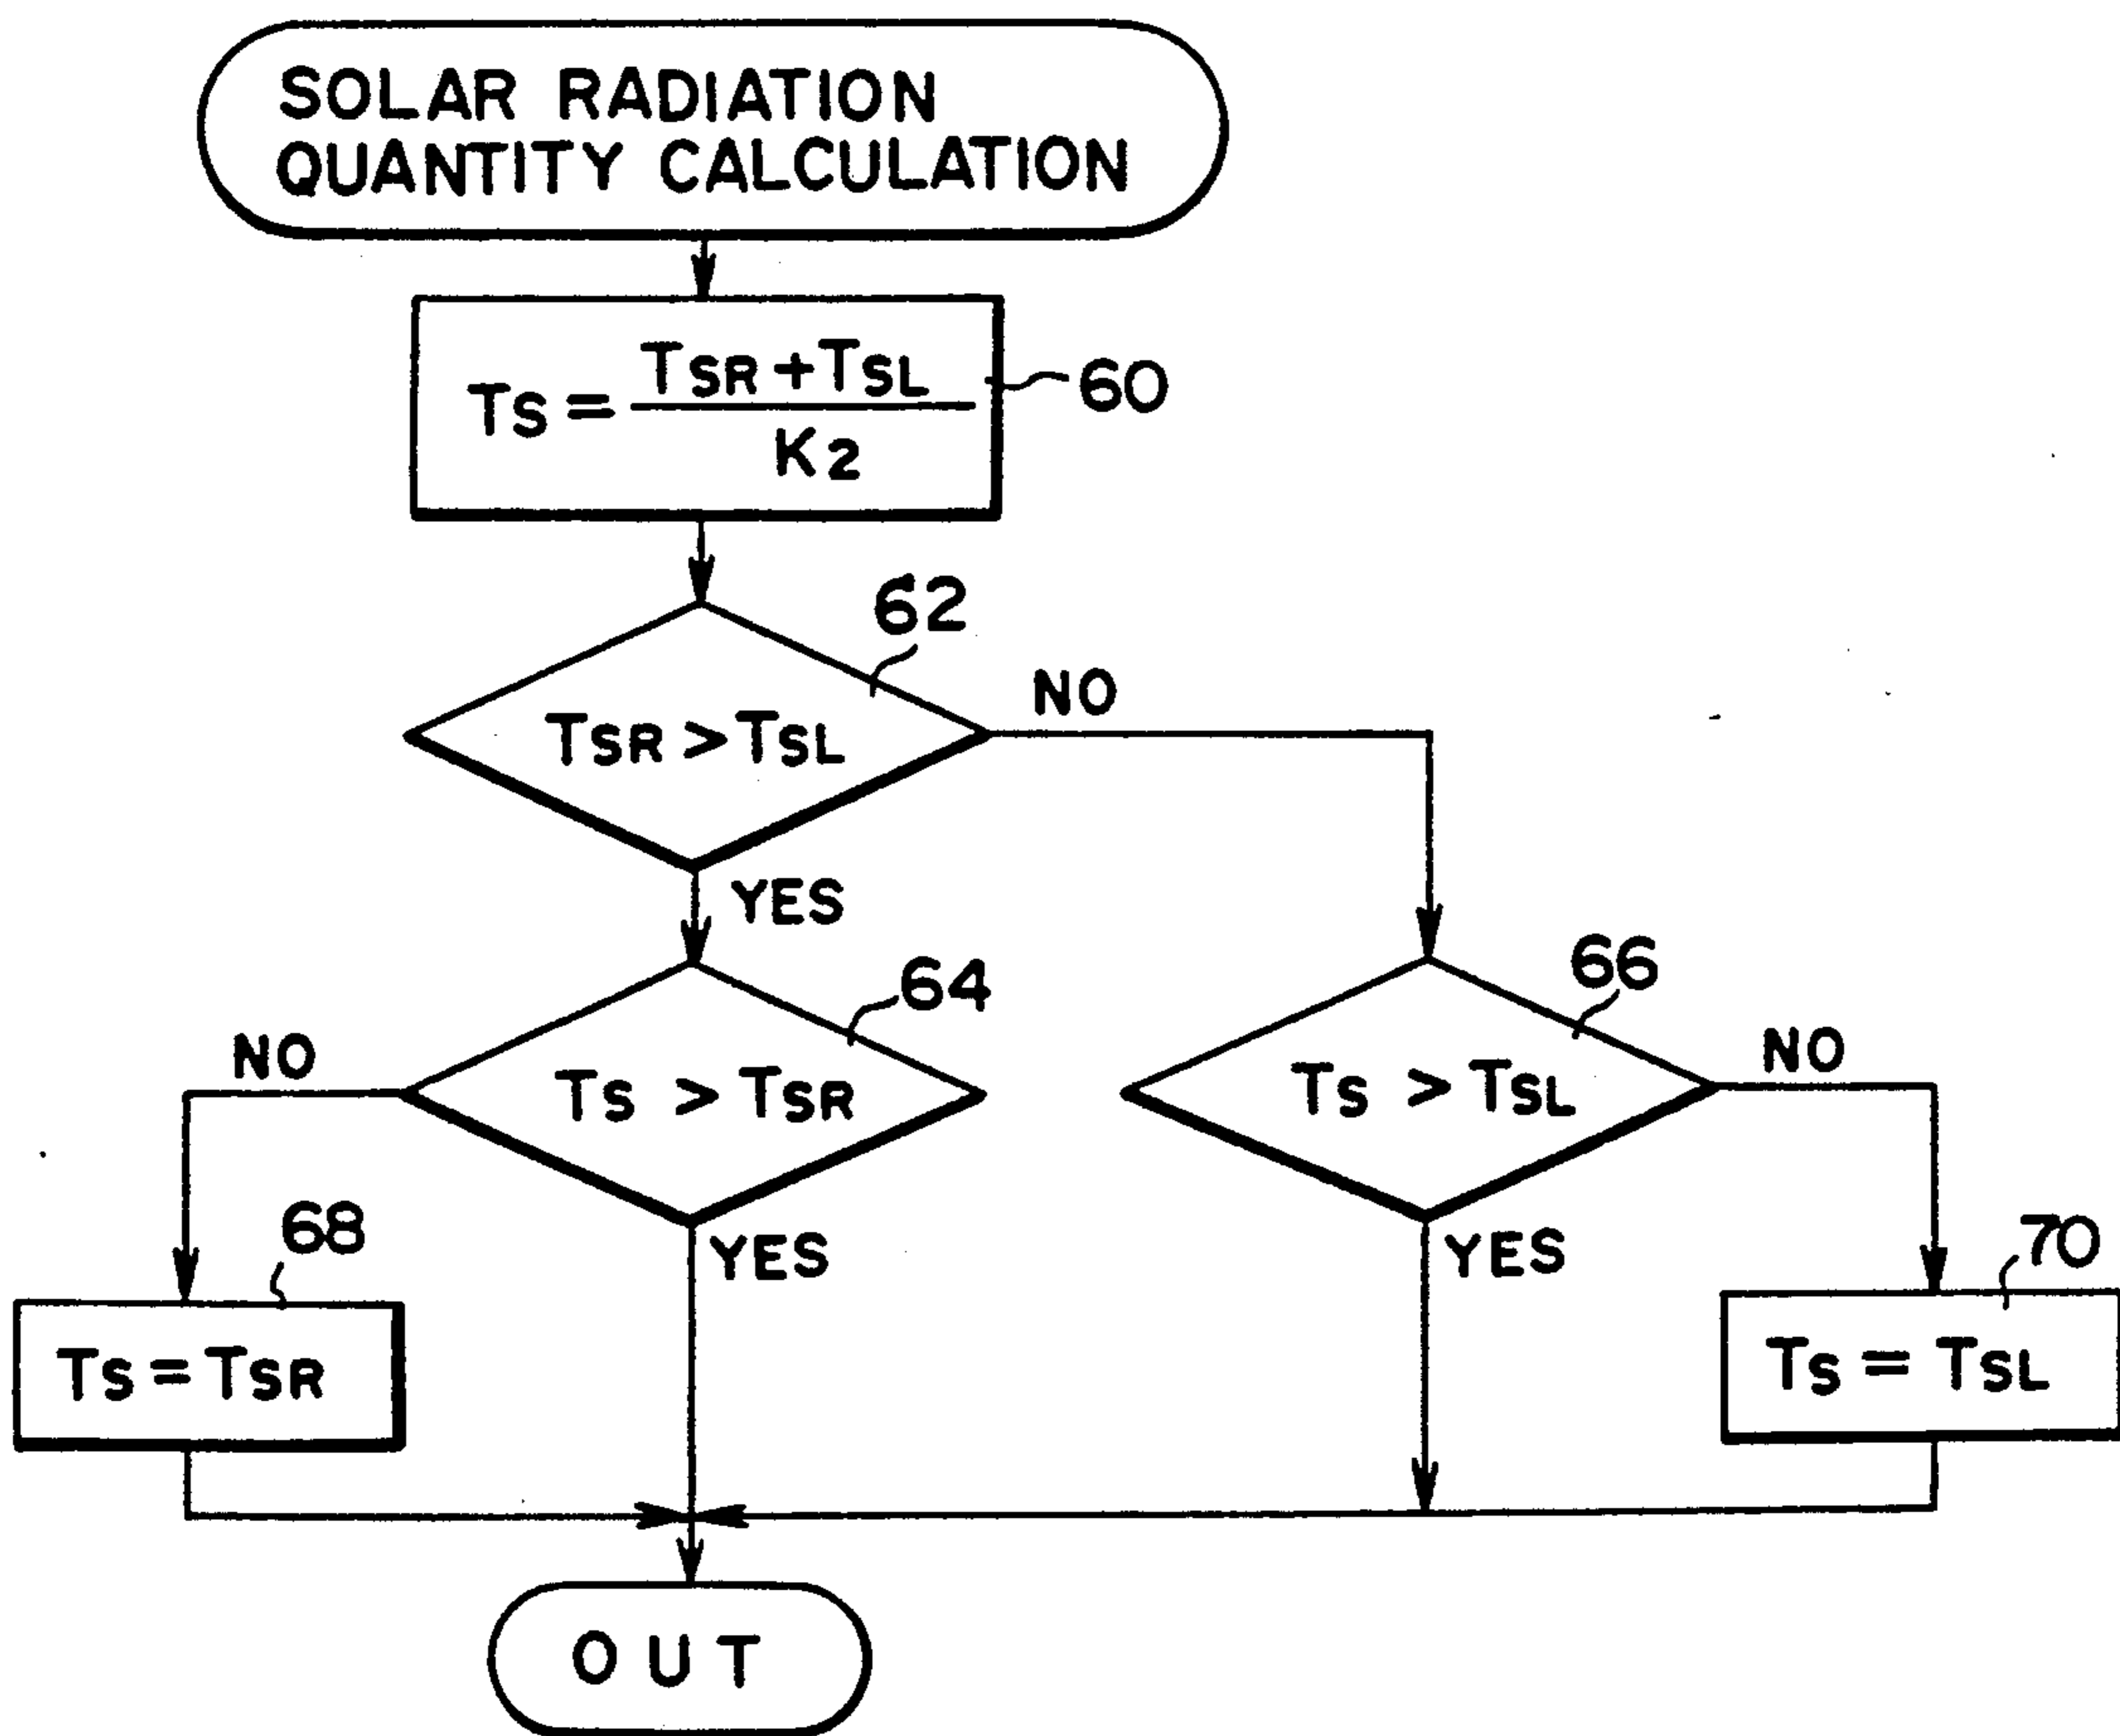 SOLAR RADIATION
QUANTITY CALCULATION
TS = TSR + TSL
K2
60
62
TSR > TSL
NO
YES
64
66
NO
TS > TSR
TS > TSL
NO
68
YES
YES
70
TS = TSR
TS = TSL
OUT